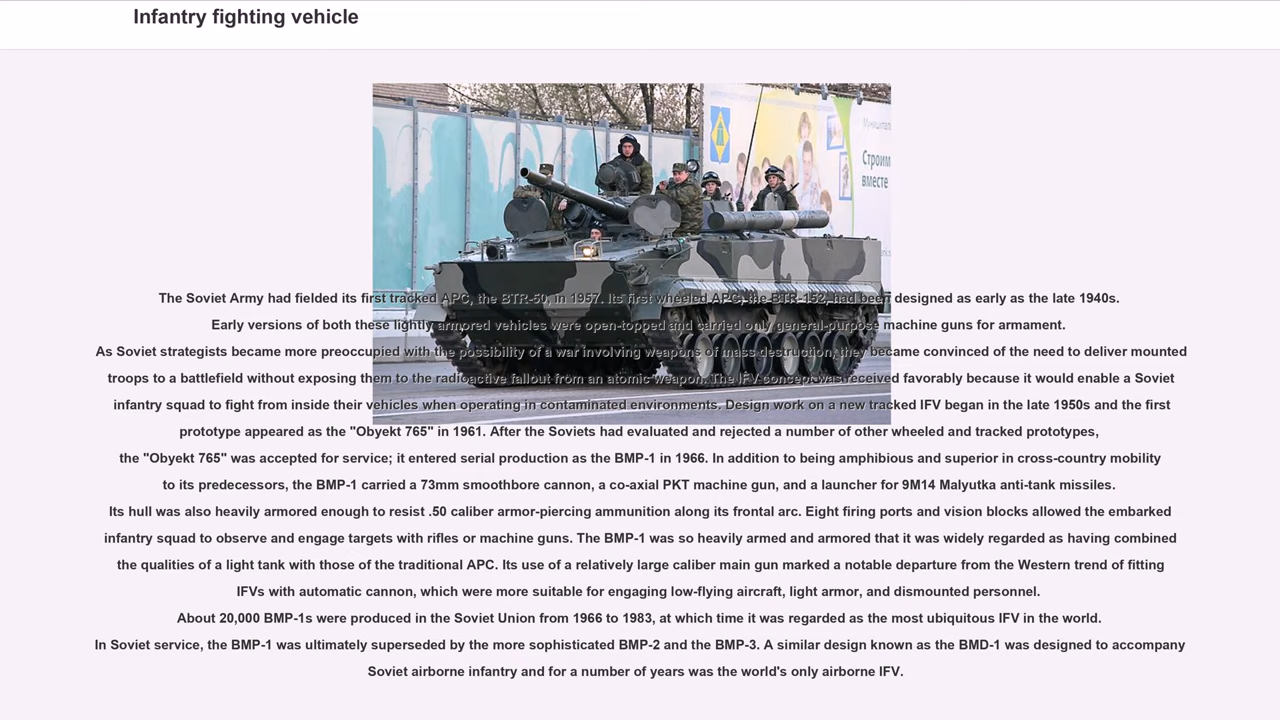 Infantry fighting vehicle
Муниципал
Строим
вместе
The Soviet Army had fielded its first tracked APC, the BTR-50, in 1957. Its first wheeled APC, the BTR-152, had been designed as early as the late 1940s.
Early versions of both these lightly armored vehicles were open-topped and carried only general-purpose machine guns for armament.
As Soviet strategists became more preoccupied with the possibility of a war involving weapons of mass destruction, they became convinced of the need to deliver mounted
troops to a battlefield without exposing them to the radioactive fallout from an atomic weapon. The IFV concept was received favorably because it would enable a Soviet
infantry squad to fight from inside their vehicles when operating in contaminated environments. Design work on a new tracked IFV began in the late 1950s and the first
prototype appeared as the "Obyekt 765" in 1961. After the Soviets had evaluated and rejected a number of other wheeled and tracked prototypes,
the "Obyekt 765" was accepted for service; it entered serial production as the BMP-1 in 1966. In addition to being amphibious and superior in cross-country mobility
to its predecessors, the BMP-1 carried a 73mm smoothbore cannon, a co-axial PKT machine gun, and a launcher for 9M14 Malyutka anti-tank missiles.
Its hull was also heavily armored enough to resist .50 caliber armor-piercing ammunition along its frontal arc. Eight firing ports and vision blocks allowed the embarked
infantry squad to observe and engage targets with rifles or machine guns. The BMP-1 was so heavily armed and armored that it was widely regarded as having combined
the qualities of a light tank with those of the traditional APC. Its use of a relatively large caliber main gun marked a notable departure from the Western trend of fitting
IFVs with automatic cannon, which were more suitable for engaging low-flying aircraft, light armor, and dismounted personnel.
About 20,000 BMP-1s were produced in the Soviet Union from 1966 to 1983, at which time it was regarded as the most ubiquitous IFV in the world.
In Soviet service, the BMP-1 was ultimately superseded by the more sophisticated BMP-2 and the BMP-3. A similar design known as the BMD-1 was designed to accompany
Soviet airborne infantry and for a number of years was the world's only airborne IFV.